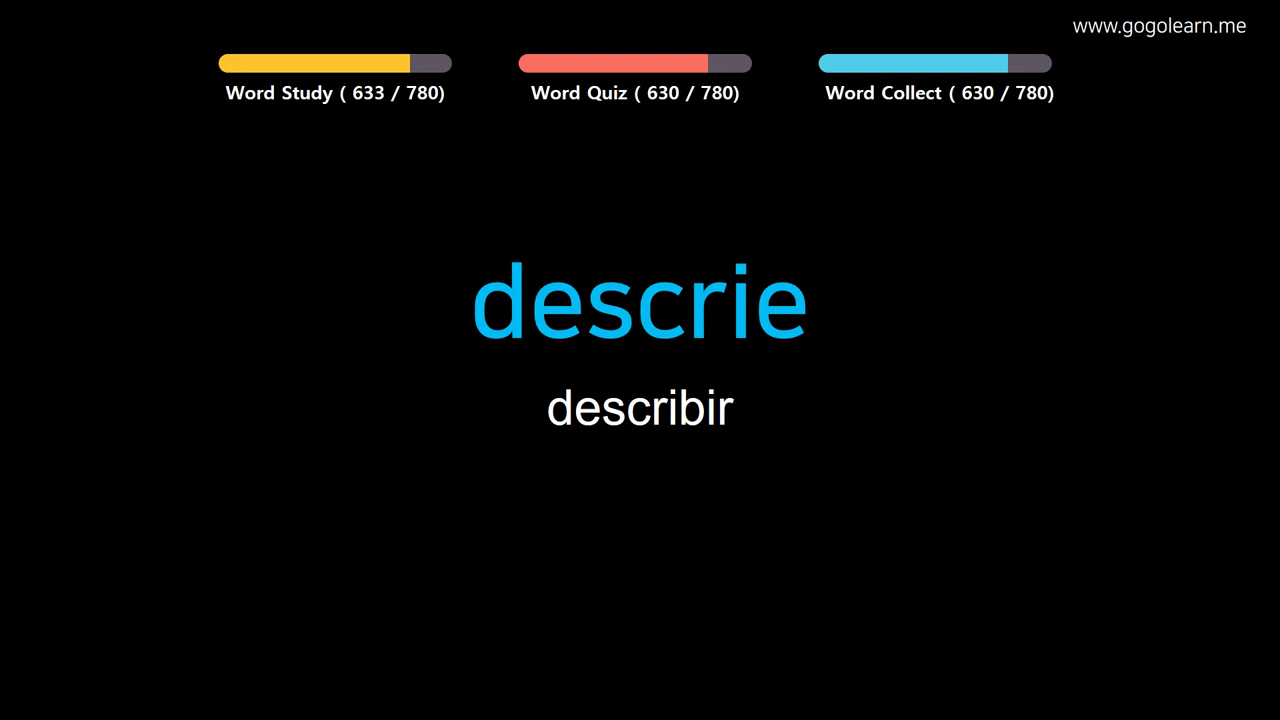 www.gogolearn.me
Word Study ( 633 / 780)
Word Quiz ( 630 / 780)
Word Collect ( 630 / 780)
descrie
describir